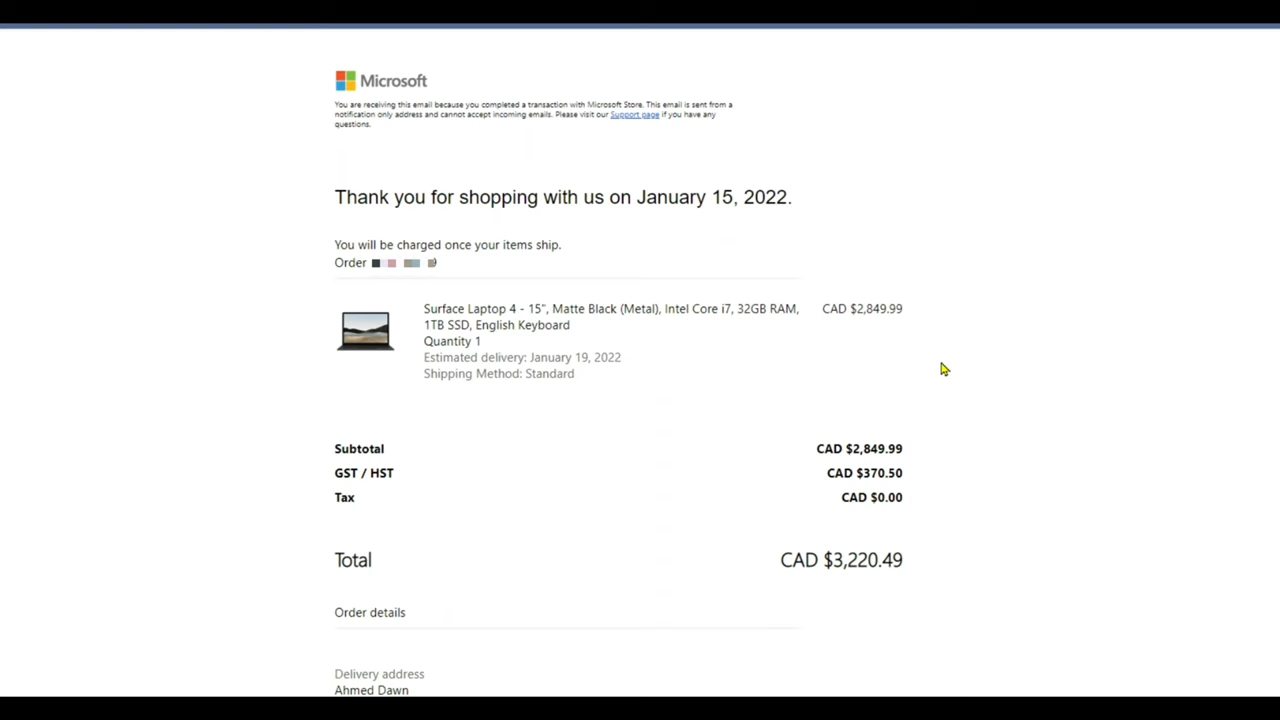 Microsoft
You are receiving this email because you completed a transaction with Microsoft Store. This email is sent from a
notification only address and cannot accept incoming emails. Please visit our Support page if you have any
questions.
Thank you for shopping with us on January 15, 2022.
You will be charged once your items ship.
Order
Surface Laptop 4 - 15", Matte Black (Metal), Intel Core i7, 32GB RAM, CAD $2,849.99
1TB SSD, English Keyboard
Quantity 1
Estimated delivery: January 19, 2022
Shipping Method: Standard
Subtotal CAD $2,849.99
GST / HST CAD $370.50
Tax CAD $0.00
Total CAD $3,220.49
Order details
Delivery address
Ahmed Dawn